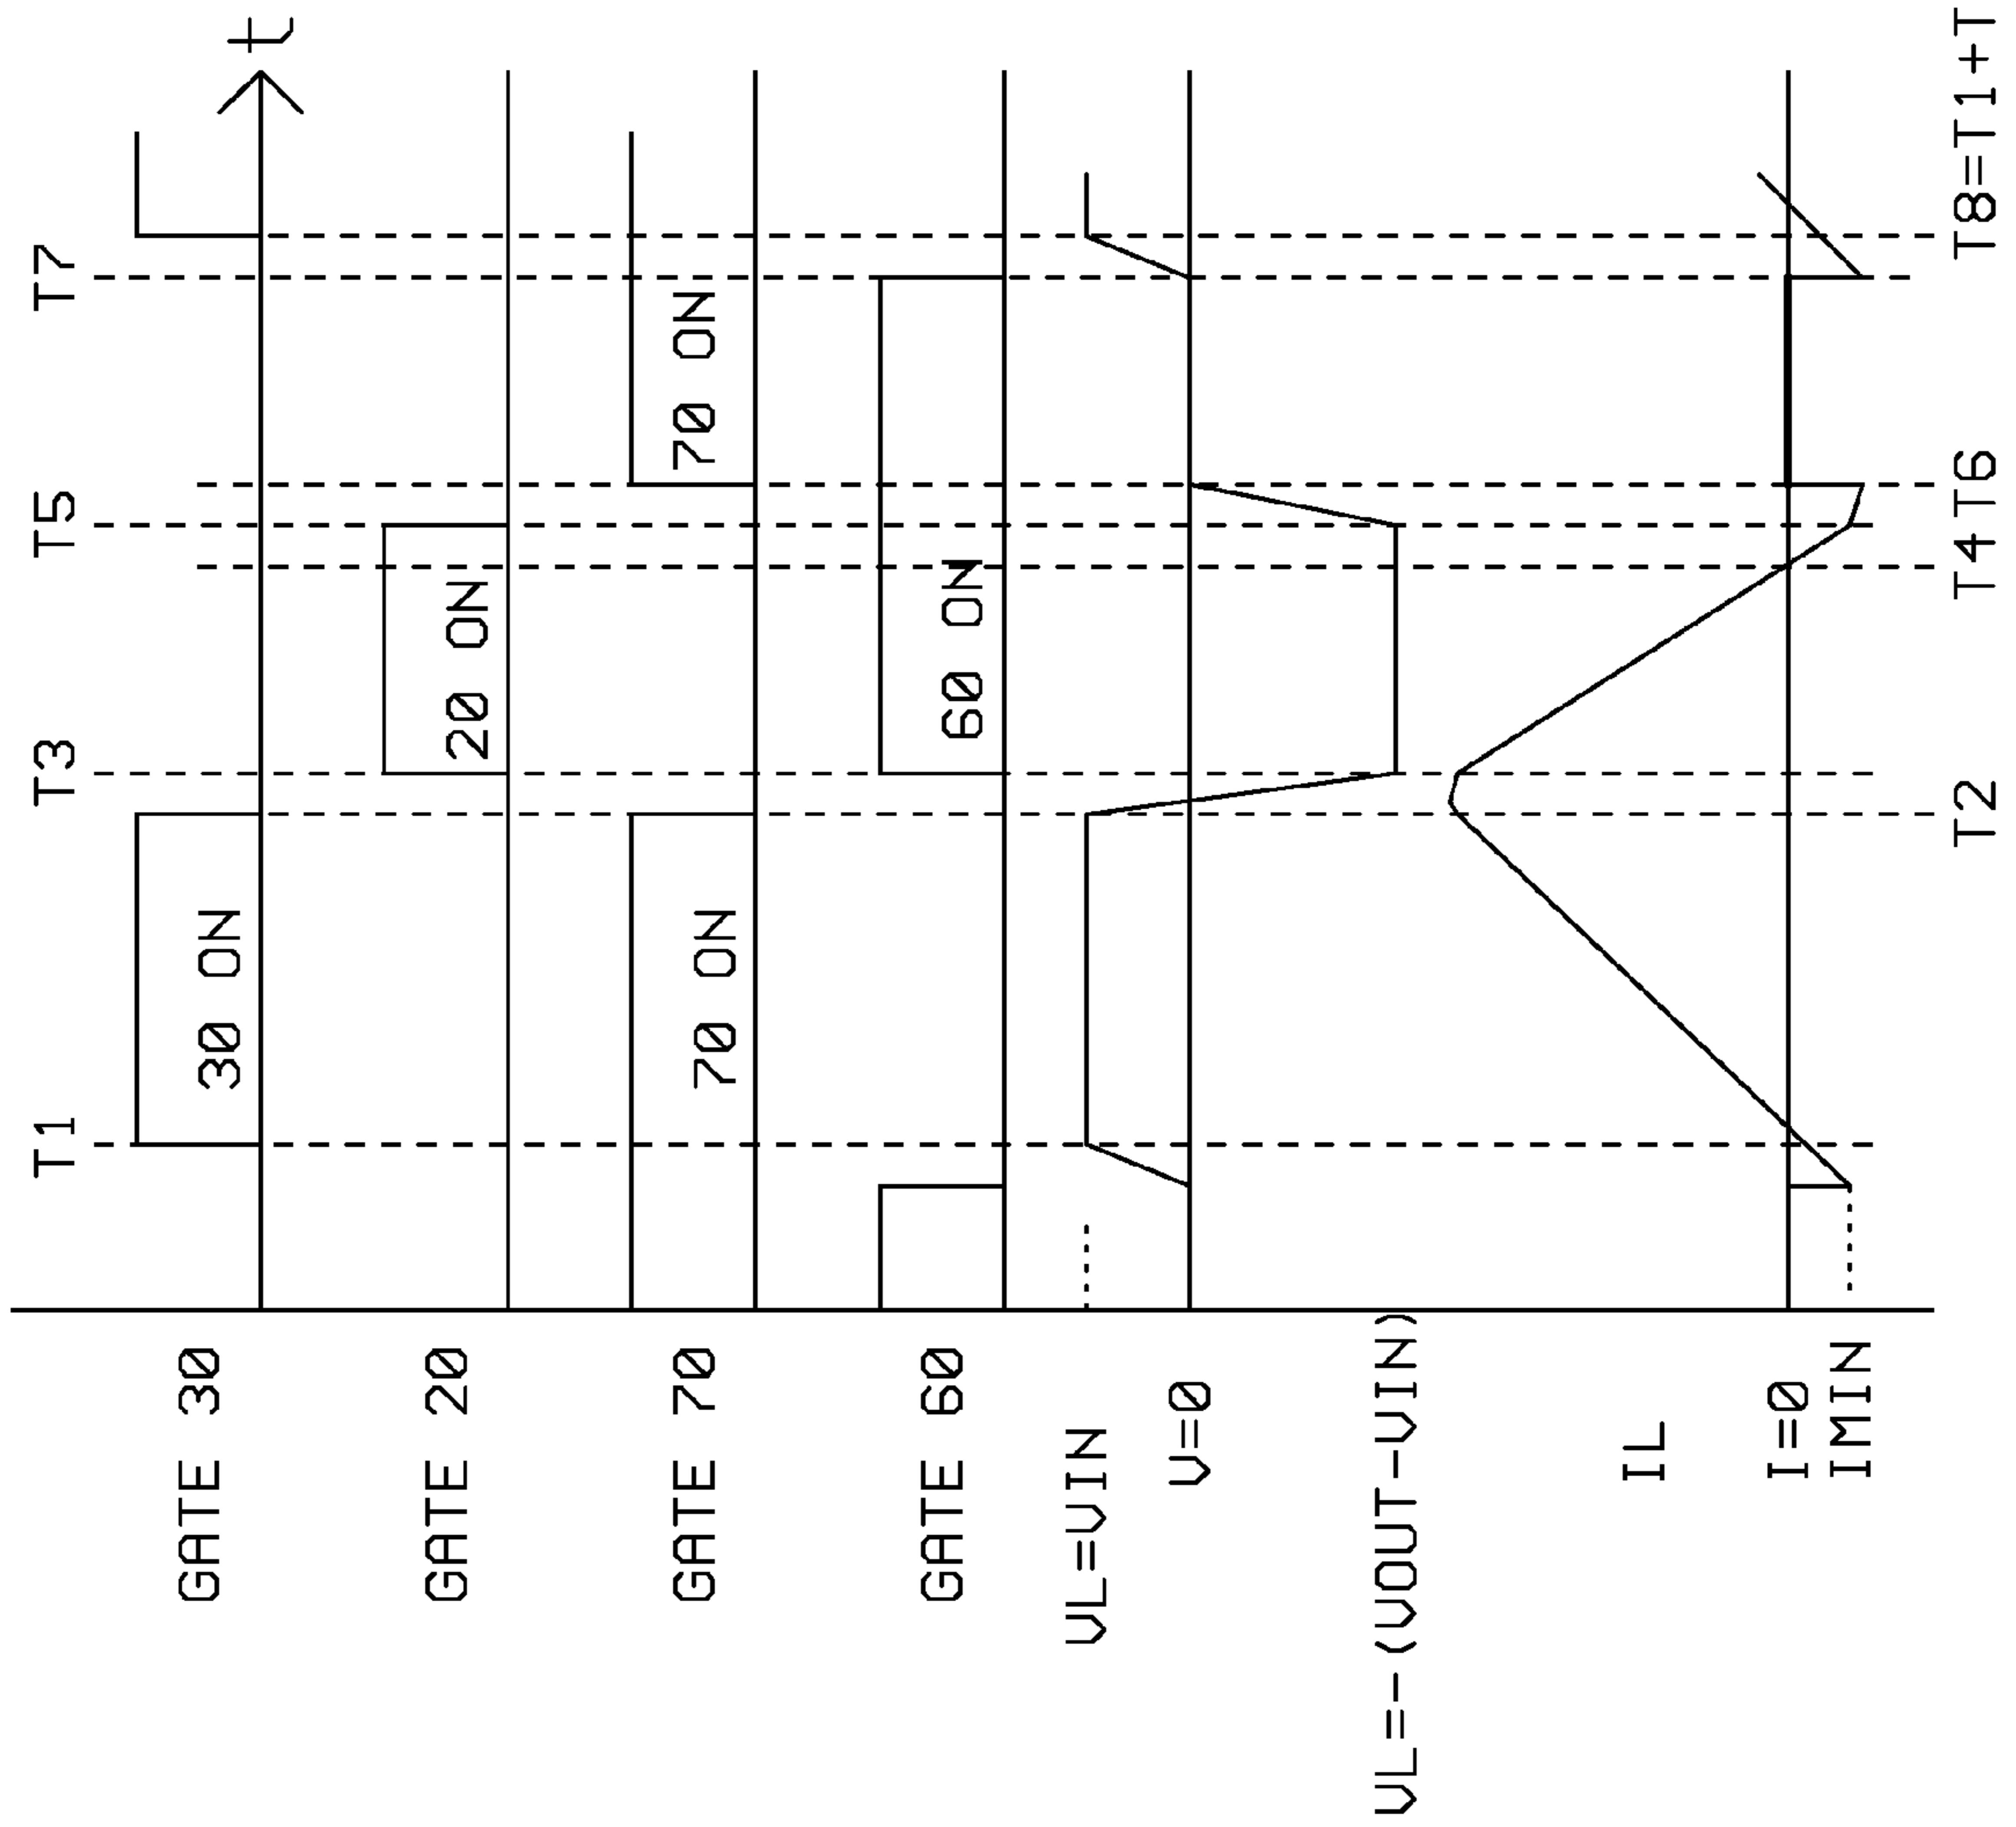 T1 T3 T5 T7
t
GATE 30
30 ON
GATE 20
20 ON
GATE 70
70 ON 70 ON
GATE 60
60 ON
VL=VIN
V=0
VL=-(VOUT-VIN)
IL
I=0
IMIN
T2 T4 T6 T8=T1+T